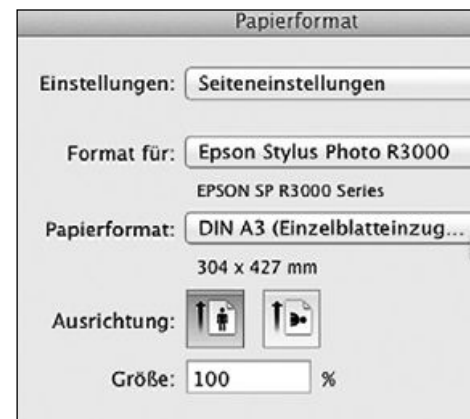 Papierformat
Einstellungen: Seiteneinstellungen
Format für: Epson Stylus Photo R3000
EPSON SP R3000 Series
Papierformat: DIN A3 (Einzelblatteinzug...
304 x 427 mm
Ausrichtung:
Größe: 100 %